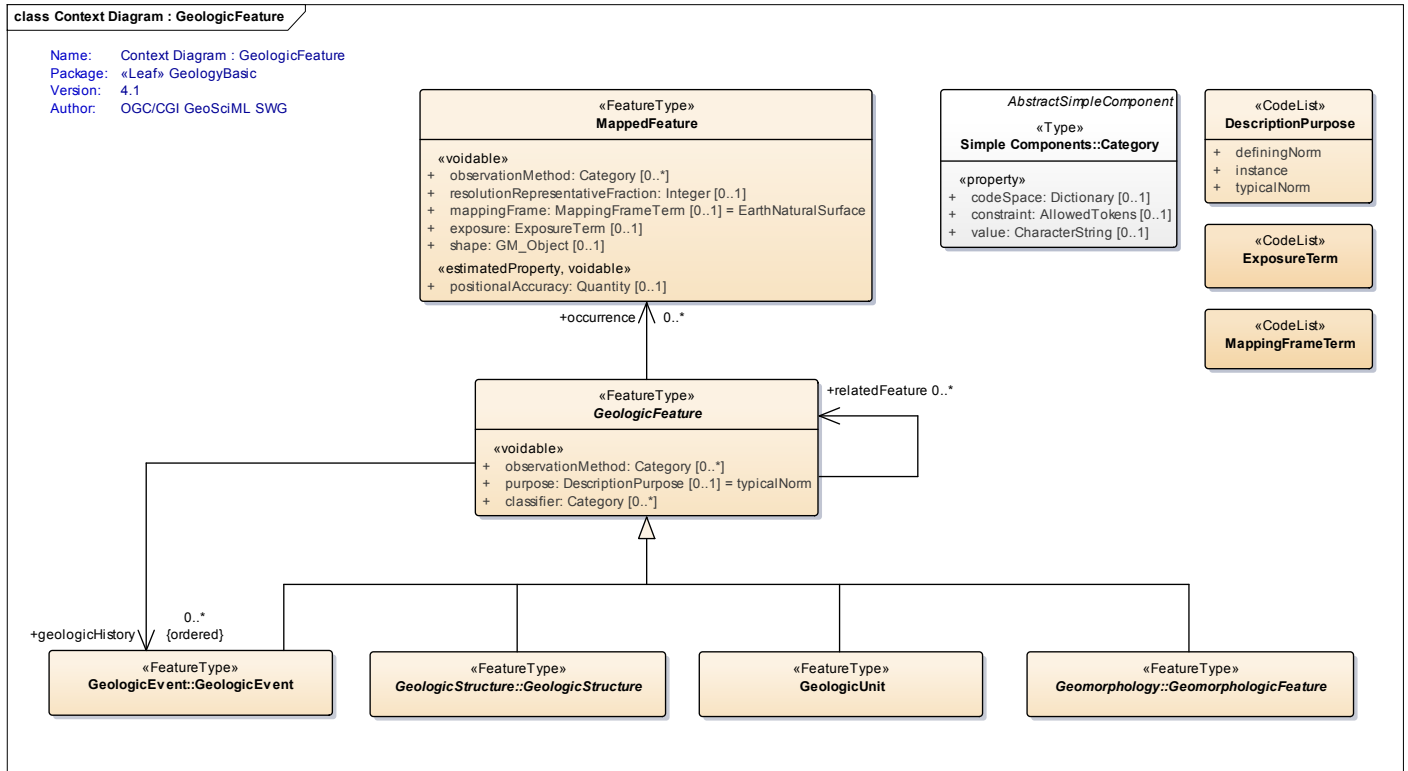 class Context Diagram : GeologicFeature
Name: Context Diagram : GeologicFeature
Package: «Leaf» GeologyBasic
Version: 4.1
Author: OGC/CGI GeoSciML SWG
«FeatureType»
MappedFeature
«voidable»
+ observationMethod: Category [0..*]
+ resolutionRepresentativeFraction: Integer [0..1]
+ mappingFrame: MappingFrameTerm [0..1] = EarthNaturalSurface
+ exposure: ExposureTerm [0..1]
+ shape: GM_Object [0..1]
«estimatedProperty, voidable»
+ positionalAccuracy: Quantity [0..1]
AbstractSimpleComponent
«Type»
Simple Components::Category
«property»
+ codeSpace: Dictionary [0..1]
+ constraint: AllowedTokens [0..1]
+ value: CharacterString [0..1]
«CodeList»
DescriptionPurpose
+ definingNorm
+ instance
+ typicalNorm
«CodeList»
ExposureTerm
«CodeList»
MappingFrameTerm
+occurrence 0..*
«FeatureType»
GeologicFeature
«voidable»
+ observationMethod: Category [0..*]
+ purpose: DescriptionPurpose [0..1] = typicalNorm
+ classifier: Category [0..*]
+relatedFeature 0..*
0..*
+geologicHistory {ordered}
«FeatureType»
GeologicEvent::GeologicEvent
«FeatureType»
GeologicStructure::GeologicStructure
«FeatureType»
GeologicUnit
«FeatureType»
Geomorphology::GeomorphologicFeature